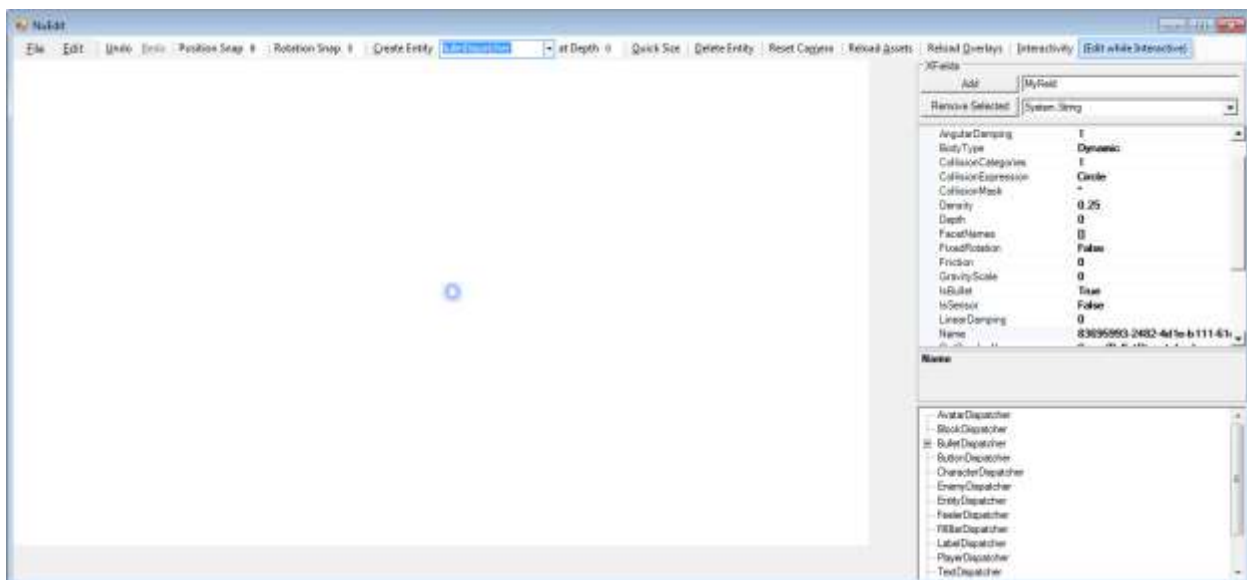 NuEdit
File Edit Undo Redo Position Snap 0 Rotation Snap 0 Create Entity BulletDispatcher at Depth 0 Quick Size Delete Entity Reset Camera Reload Assets Reload Overlays Interactivity (Edit while Interactive)
XFields
Add MyField
Remove Selected System.String
AngularDamping 1
BodyType Dynamic
CollisionCategories 1
CollisionExpression Circle
CollisionMask *
Density 0.25
Depth 0
FacetNames []
FixedRotation False
Friction 0
GravityScale 0
IsBullet True
IsSensor False
LinearDamping 0
Name 83695993-2482-4d1e-b111-61
Name
AvatarDispatcher
BlockDispatcher
BulletDispatcher
ButtonDispatcher
CharacterDispatcher
EnemyDispatcher
EntityDispatcher
FeelerDispatcher
FillBarDispatcher
LabelDispatcher
PlayerDispatcher
TextDispatcher